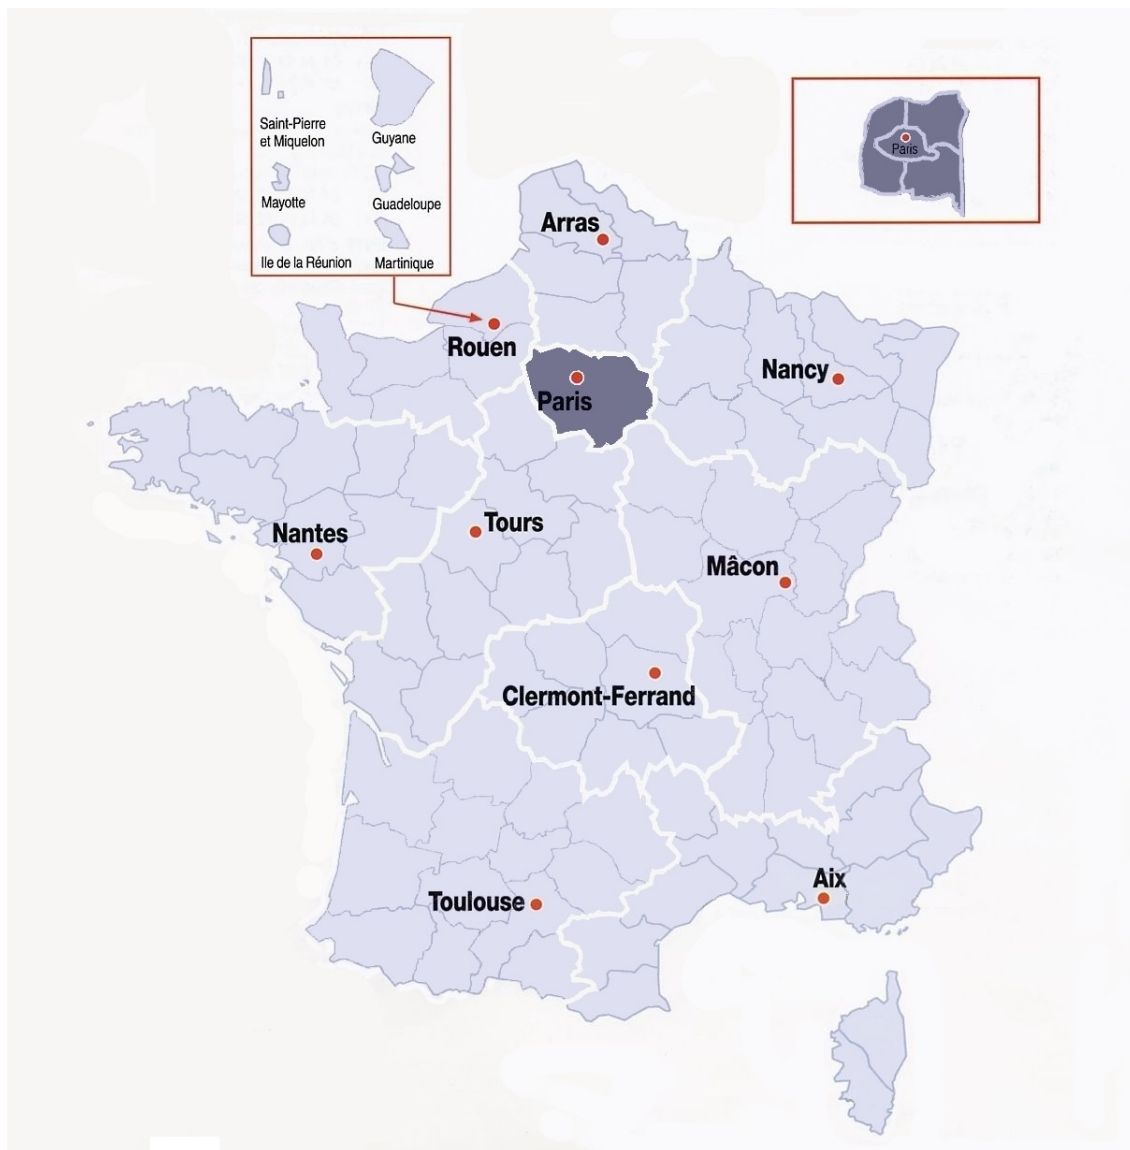 Saint-Pierre
et Miquelon
Guyane
Mayotte
Guadeloupe
Ile de la Réunion
Martinique
Paris
Arras
Rouen
Nancy
Paris
Nantes
Tours
Mâcon
Clermont-Ferrand
Aix
Toulouse